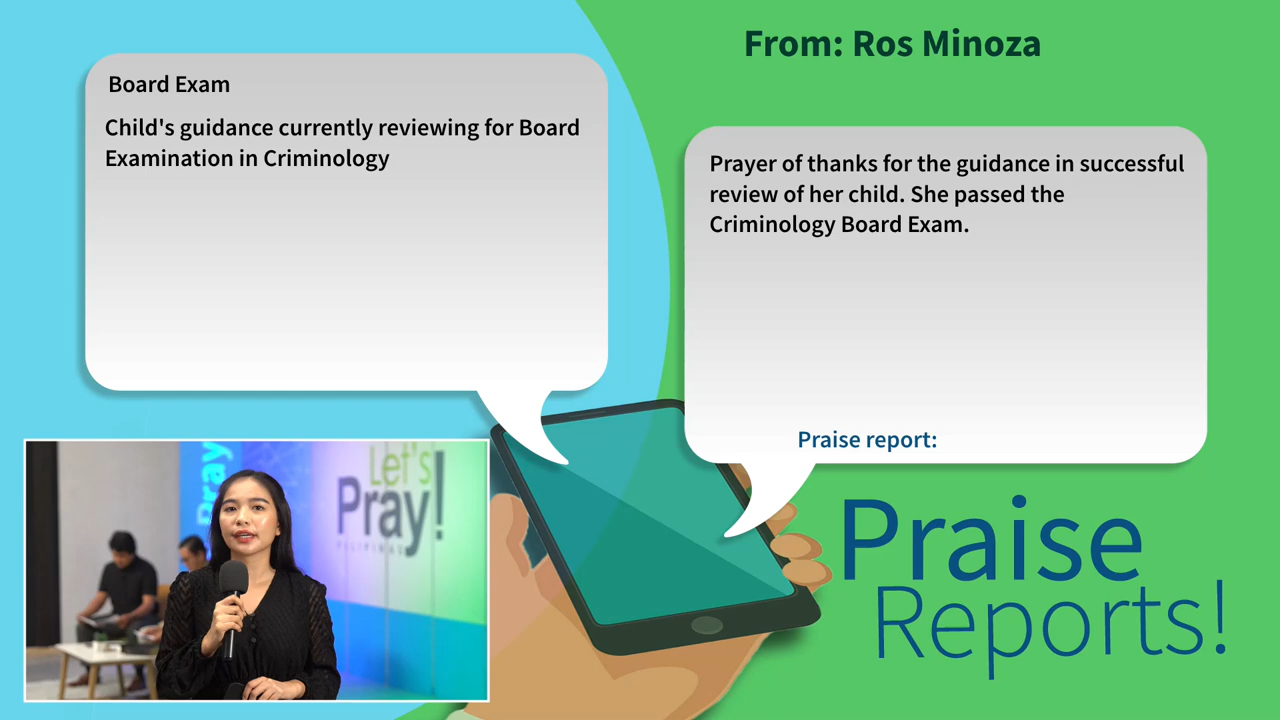 From: Ros Minoza
Board Exam
Child's guidance currently reviewing for Board
Examination in Criminology
Prayer of thanks for the guidance in successful
review of her child. She passed the
Criminology Board Exam.
Praise report:
Praise
Reports!
Pray
Let's
Pray!
PILIPINAS